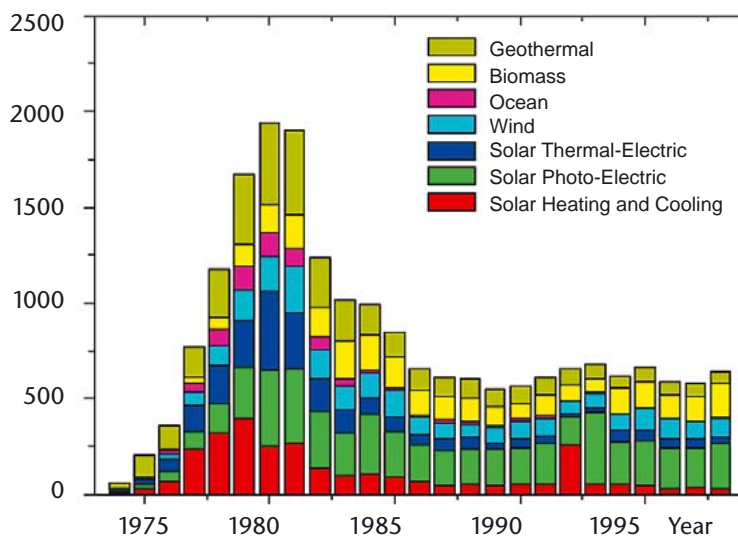 2500
2000
1500
1000
500
0
Geothermal
Biomass
Ocean
Wind
Solar Thermal-Electric
Solar Photo-Electric
Solar Heating and Cooling
1975 1980 1985 1990 1995 Year